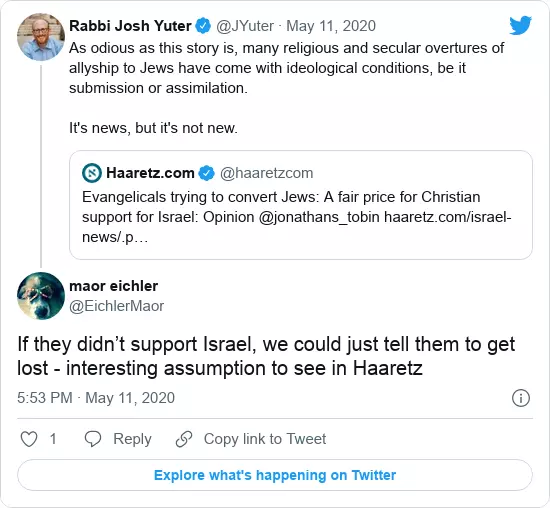 Rabbi Josh Yuter @JYuter · May 11, 2020
As odious as this story is, many religious and secular overtures of
allyship to Jews have come with ideological conditions, be it
submission or assimilation.
It's news, but it's not new.
Haaretz.com @haaretzcom
Evangelicals trying to convert Jews: A fair price for Christian
support for Israel: Opinion @jonathans_tobin haaretz.com/israel-
news/.p…
maor eichler
@EichlerMaor
If they didn’t support Israel, we could just tell them to get
lost - interesting assumption to see in Haaretz
5:53 PM · May 11, 2020
1 Reply Copy link to Tweet
Explore what's happening on Twitter